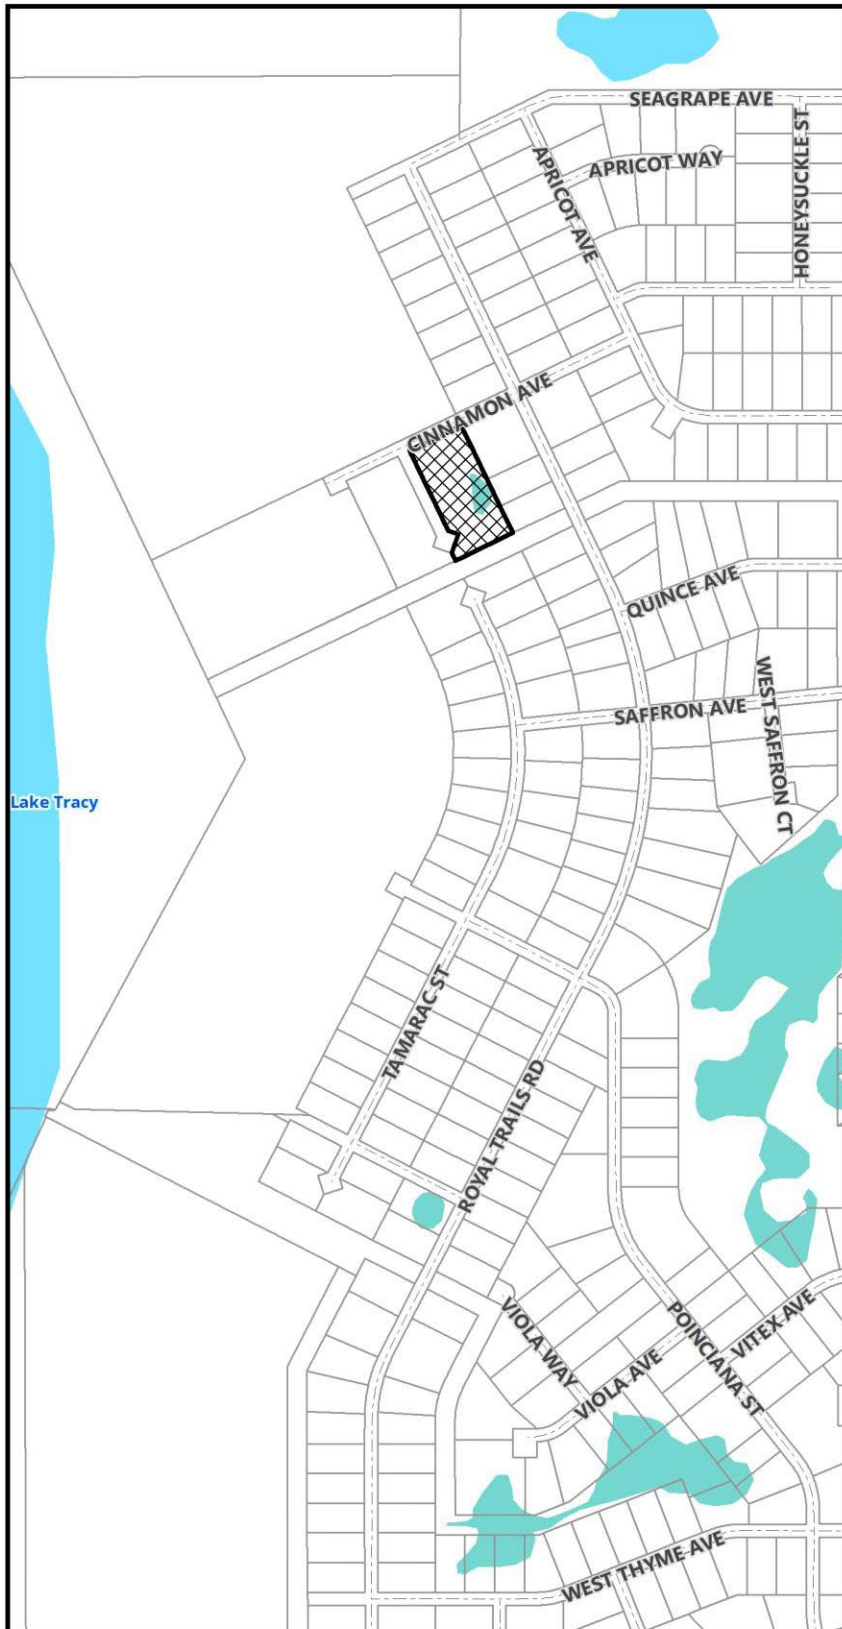 SEAGRAPE AVE
HONEYSUCKLE ST
APRICOT WAY
APRICOT AVE
CINNAMON AVE
QUINCE AVE
WEST SAFFRON CT
SAFFRON AVE
Lake Tracy
TAMARAC ST
ROYAL TRAILS RD
VIOLA WAY
VIOLA AVE
POINCIANA ST
VITEX AVE
WEST THYME AVE